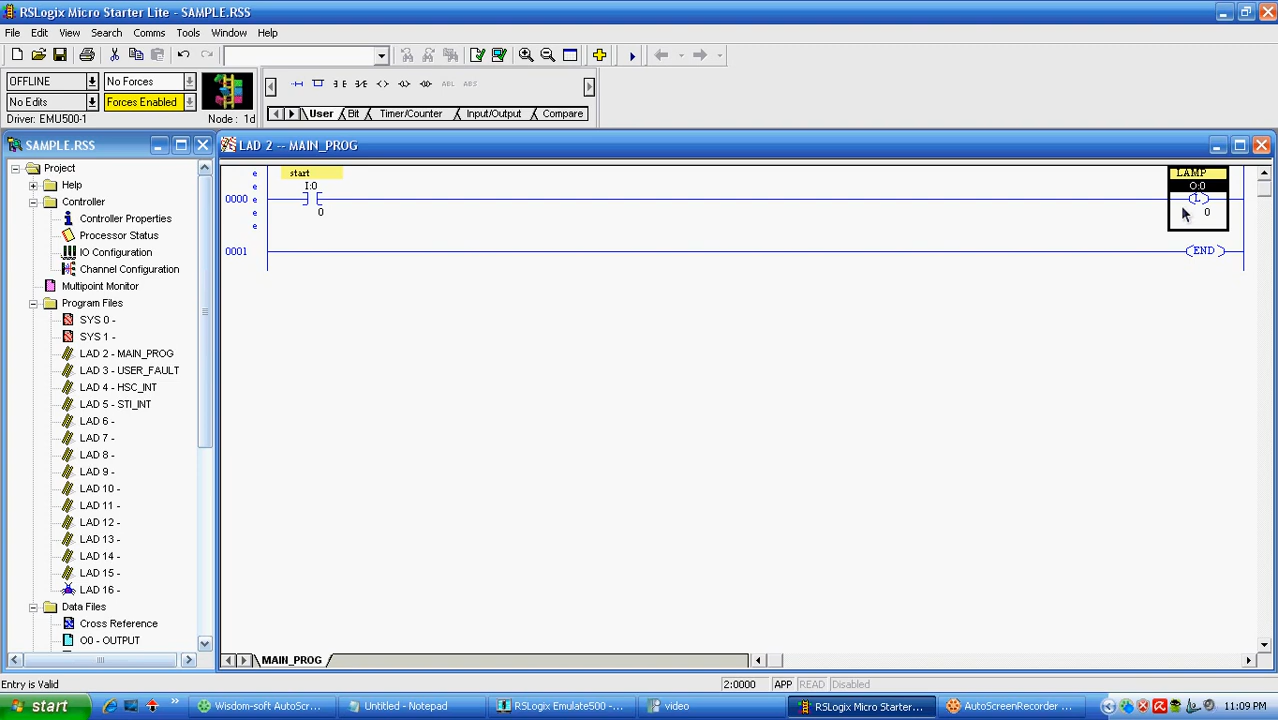 RSLogix Micro Starter Lite - SAMPLE.RSS
File Edit View Search Comms Tools Window Help
OFFLINE No Forces
No Edits Forces Enabled
Driver: EMU500-1 Node : 1d
ABL ABS
User Bit Timer/Counter Input/Output Compare
SAMPLE.RSS
Project
Help
Controller
Controller Properties
Processor Status
IO Configuration
Channel Configuration
Multipoint Monitor
Program Files
SYS 0 -
SYS 1 -
LAD 2 - MAIN_PROG
LAD 3 - USER_FAULT
LAD 4 - HSC_INT
LAD 5 - STI_INT
LAD 6 -
LAD 7 -
LAD 8 -
LAD 9 -
LAD 10 -
LAD 11 -
LAD 12 -
LAD 13 -
LAD 14 -
LAD 15 -
LAD 16 -
Data Files
Cross Reference
O0 - OUTPUT
LAD 2 -- MAIN_PROG
e start LAMP
e I:0 O:0
0000 e L
e 0 0
e
0001 END
MAIN_PROG
Entry is Valid 2:0000 APP READ Disabled
start Wisdom-soft AutoScr... Untitled - Notepad RSLogix Emulate500 -... video RSLogix Micro Starter... AutoScreenRecorder ... 11:09 PM